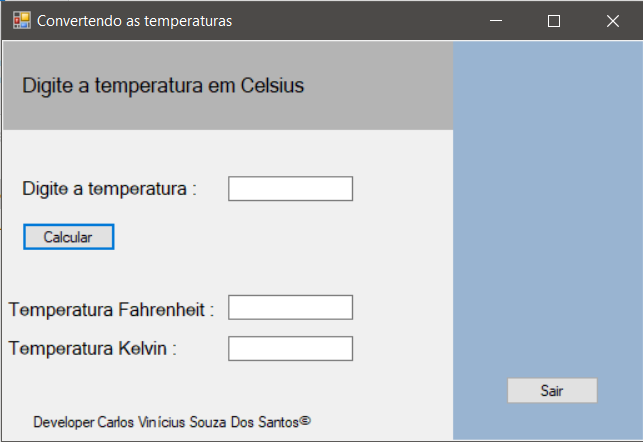 Convertendo as temperaturas
Digite a temperatura em Celsius
Digite a temperatura :
Calcular
Temperatura Fahrenheit :
Temperatura Kelvin :
Sair
Developer Carlos Vinícius Souza Dos Santos©